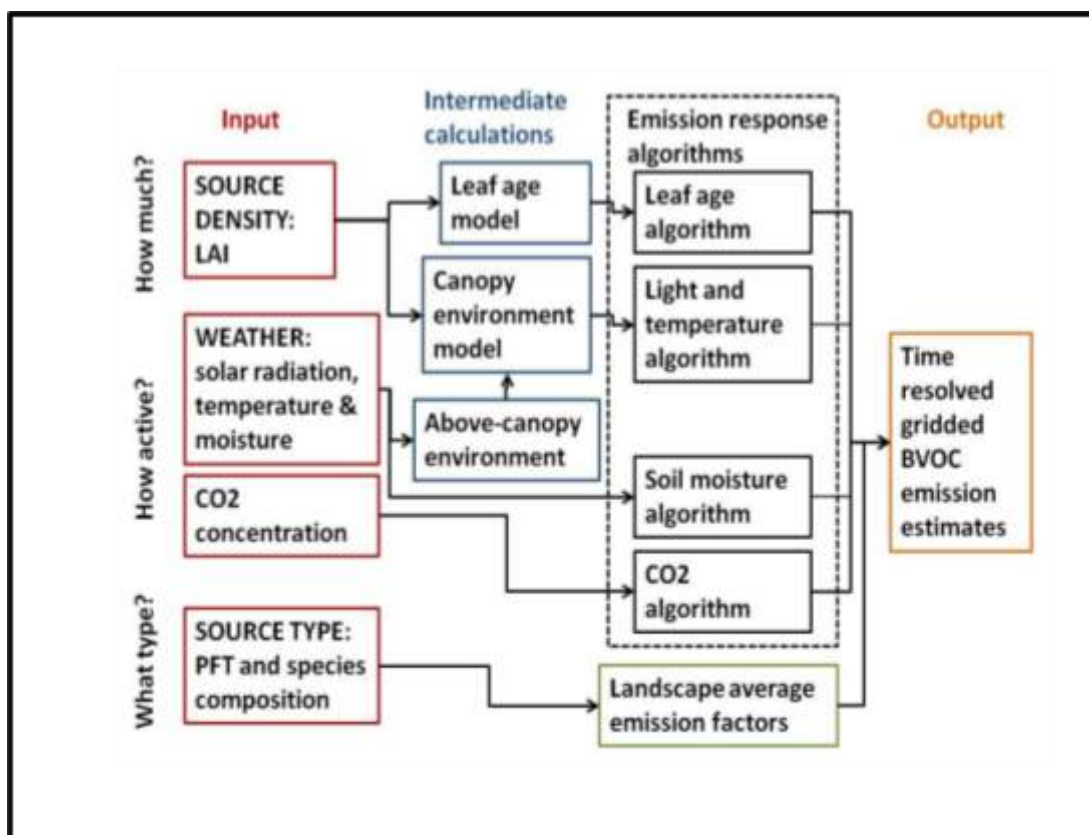 Input
Intermediate
calculations
Emission response
algorithms
Output
How much?
SOURCE
DENSITY:
LAI
Leaf age
model
Leaf age
algorithm
Canopy
environment
model
Light and
temperature
algorithm
How active?
WEATHER:
solar radiation,
temperature &
moisture
Above-canopy
environment
Time
resolved
gridded
BVOC
emission
estimates
Soil moisture
algorithm
CO2
concentration
CO2
algorithm
What type?
SOURCE TYPE:
PFT and species
composition
Landscape average
emission factors